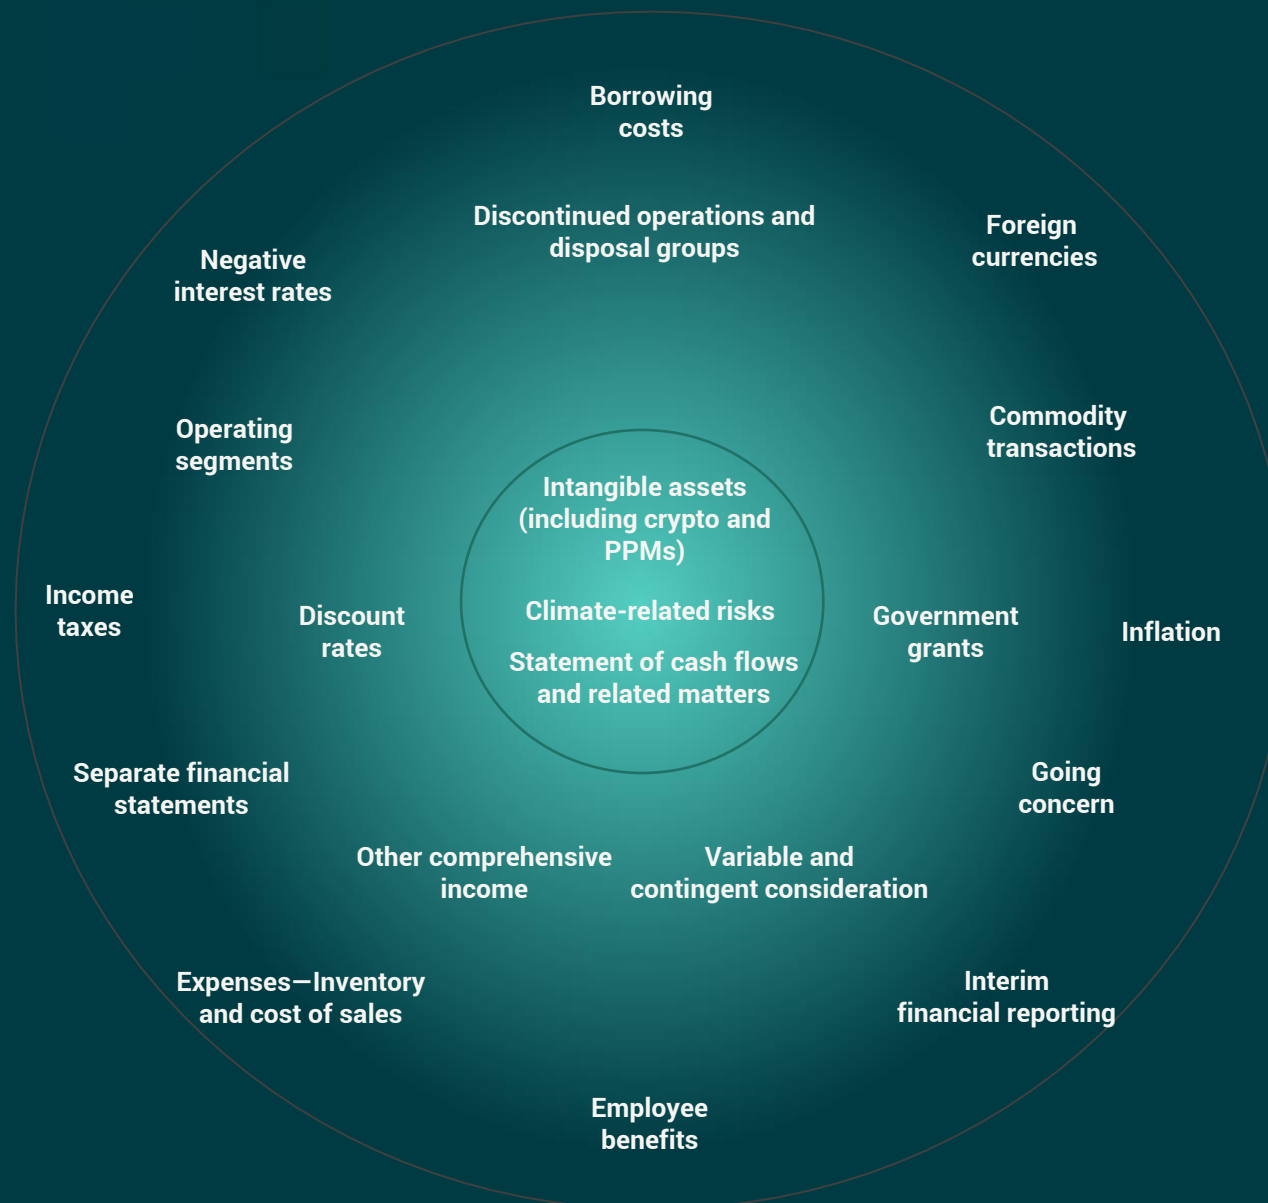 Borrowing
costs
Discontinued operations and
disposal groups
Foreign
currencies
Negative
interest rates
Operating
segments
Commodity
transactions
Intangible assets
(including crypto and
PPMs)
Climate-related risks
Statement of cash flows
and related matters
Income
taxes
Discount
rates
Government
grants
Inflation
Separate financial
statements
Going
concern
Other comprehensive
income
Variable and
contingent consideration
Expenses—Inventory
and cost of sales
Interim
financial reporting
Employee
benefits